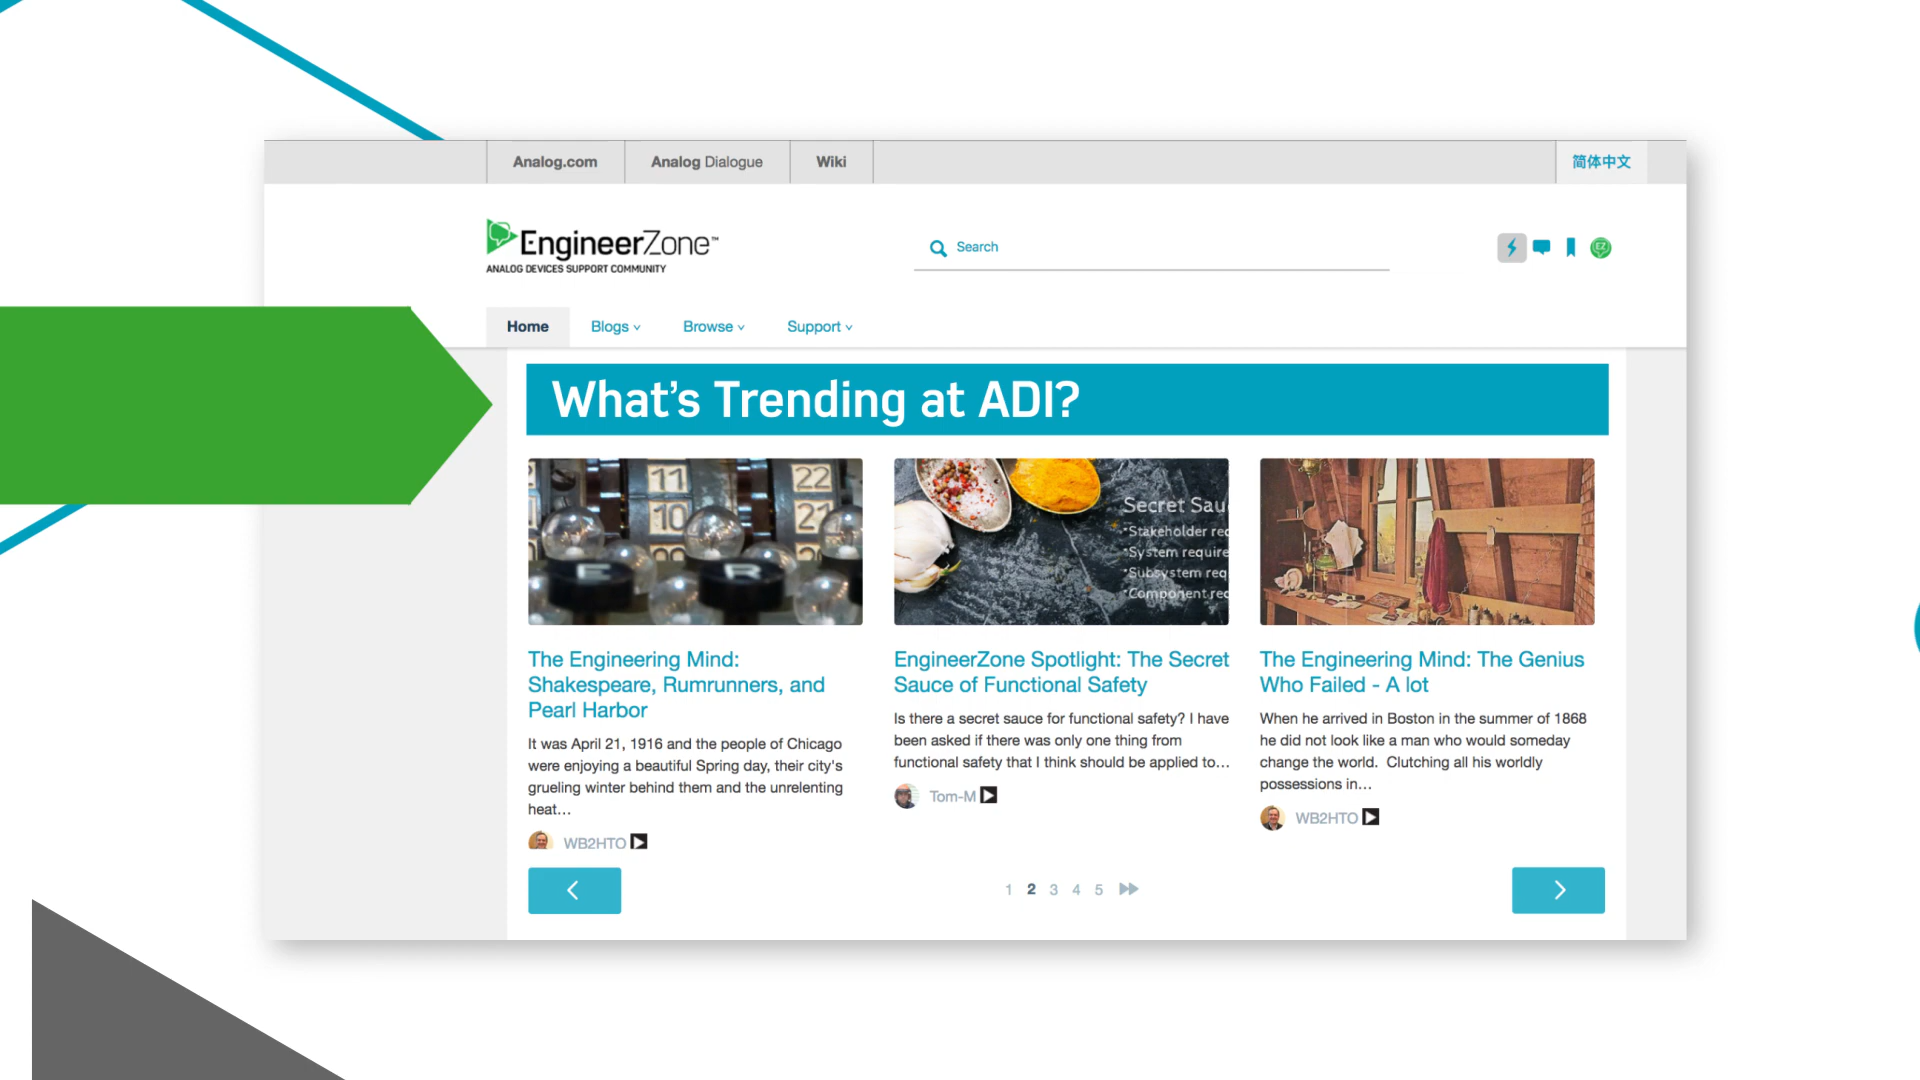 Analog.com
Analog Dialogue
Wiki
简体中文
EngineerZone™
ANALOG DEVICES SUPPORT COMMUNITY
Search
EZ
Home
Blogs
Browse
Support
What's Trending at ADI?
11
22
10
21
E
R
Secret Sau
*Stakeholder rec
*System require
*Subsystem req
*Component rec
The Engineering Mind:
Shakespeare, Rumrunners, and
Pearl Harbor
It was April 21, 1916 and the people of Chicago
were enjoying a beautiful Spring day, their city's
grueling winter behind them and the unrelenting
heat…
WB2HTO
EngineerZone Spotlight: The Secret
Sauce of Functional Safety
Is there a secret sauce for functional safety? I have
been asked if there was only one thing from
functional safety that I think should be applied to…
Tom-M
The Engineering Mind: The Genius
Who Failed - A lot
When he arrived in Boston in the summer of 1868
he did not look like a man who would someday
change the world.  Clutching all his worldly
possessions in…
WB2HTO
1 2 3 4 5